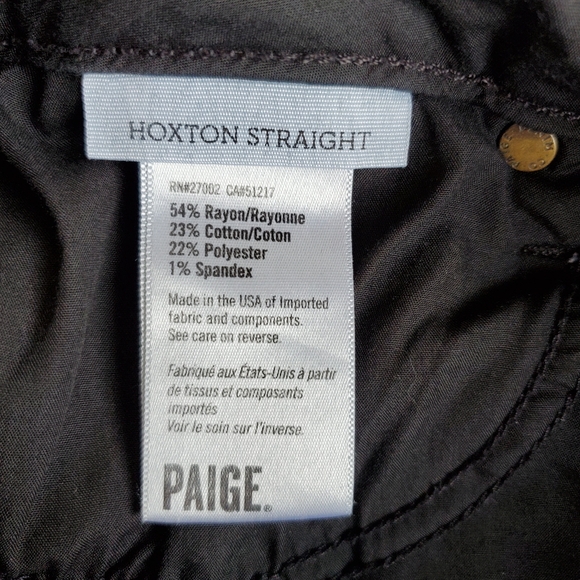 HOXTON STRAIGHT
RN#27002 CA#51217
54% Rayon/Rayonne
23% Cotton/Coton
22% Polyester
1% Spandex
Made in the USA of Imported
fabric and components.
See care on reverse.
Fabriqué aux États-Unis à partir
de tissus et composants
importés
Voir le soin sur l'inverse.
PAIGE®